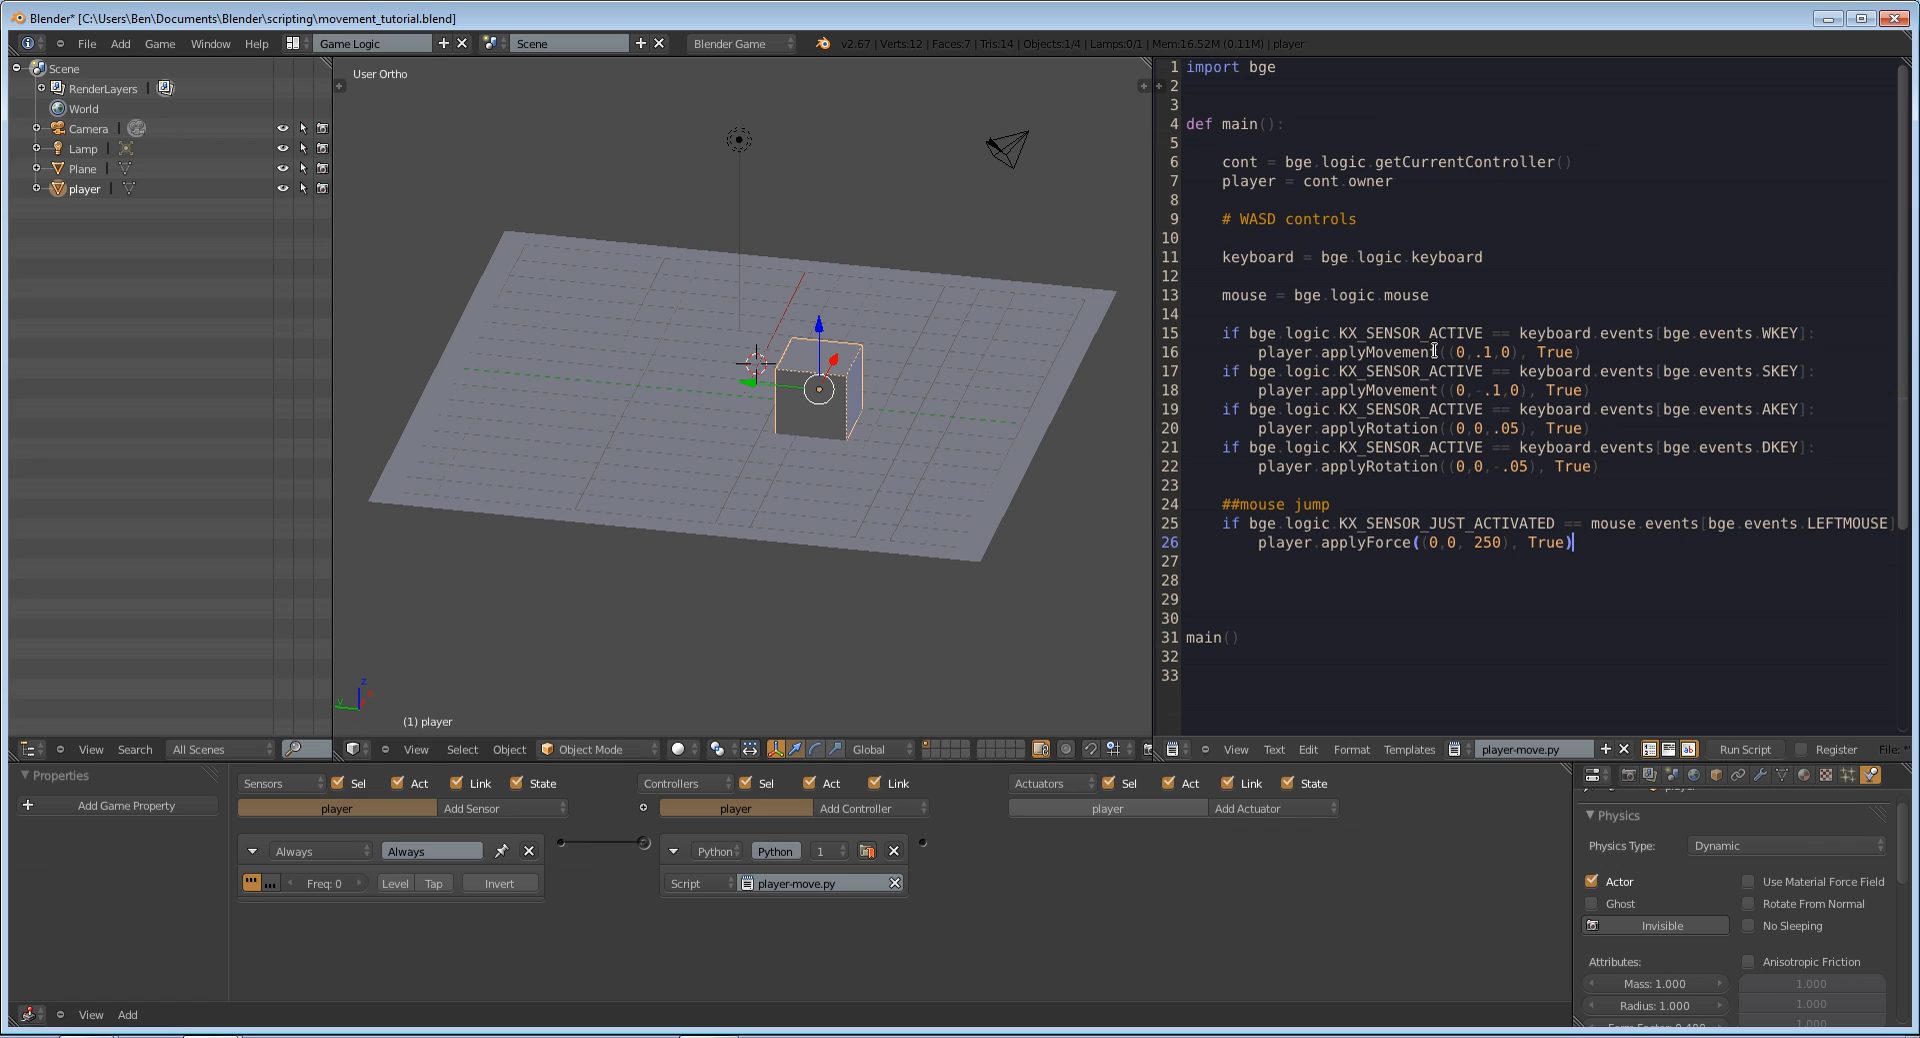 Blender* [C:\Users\Ben\Documents\Blender\scripting\movement_tutorial.blend]
File Add Game Window Help Game Logic Scene Blender Game v2.67 | Verts:12 | Faces:7 | Tris:14 | Objects:1/4 | Lamps:0/1 | Mem:16.52M (0.11M) | player
Scene
RenderLayers
World
Camera
Lamp
Plane
player
User Ortho
z
y
x
(1) player
1 import bge
2
3
4 def main():
5
6 cont = bge.logic.getCurrentController()
7 player = cont.owner
8
9 # WASD controls
10
11 keyboard = bge.logic.keyboard
12
13 mouse = bge.logic.mouse
14
15 if bge.logic.KX_SENSOR_ACTIVE == keyboard.events[bge.events.WKEY]:
16 player.applyMovement((0,.1,0), True)
17 if bge.logic.KX_SENSOR_ACTIVE == keyboard.events[bge.events.SKEY]:
18 player.applyMovement((0,-.1,0), True)
19 if bge.logic.KX_SENSOR_ACTIVE == keyboard.events[bge.events.AKEY]:
20 player.applyRotation((0,0,.05), True)
21 if bge.logic.KX_SENSOR_ACTIVE == keyboard.events[bge.events.DKEY]:
22 player.applyRotation((0,0,-.05), True)
23
24 ##mouse jump
25 if bge.logic.KX_SENSOR_JUST_ACTIVATED == mouse.events[bge.events.LEFTMOUSE]
26 player.applyForce((0,0, 250), True)
27
28
29
30
31 main()
32
33
View Search All Scenes
View Select Object Object Mode Global
View Text Edit Format Templates player-move.py Run Script Register File: *
Properties
Add Game Property
Sensors Sel Act Link State
player Add Sensor
Always Always
Freq: 0 Level Tap Invert
Controllers Sel Act Link
player Add Controller
Python Python 1
Script player-move.py
Actuators Sel Act Link State
player Add Actuator
Physics
Physics Type: Dynamic
Actor Use Material Force Field
Ghost Rotate From Normal
Invisible No Sleeping
Attributes: Anisotropic Friction
Mass: 1.000 1.000
Radius: 1.000 1.000
View Add